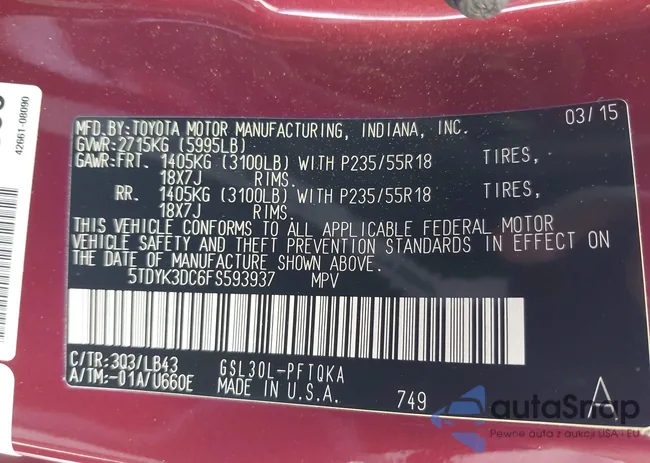 42661-08090
MFD.BY:TOYOTA MOTOR MANUFACTURING, INDIANA, INC. 03/15
GVWR:2715KG (5995LB)
GAWR:FRT. 1405KG (3100LB) WITH P235/55R18 TIRES,
18X7J RIMS.
RR. 1405KG (3100LB) WITH P235/55R18 TIRES,
18X7J RIMS.
THIS VEHICLE CONFORMS TO ALL APPLICABLE FEDERAL MOTOR
VEHICLE SAFETY AND THEFT PREVENTION STANDARDS IN EFFECT ON
THE DATE OF MANUFACTURE SHOWN ABOVE.
5TDYK3DC6FS593937 MPV
C/TR:3Q3/LB43 GSL30L-PFTQKA
A/TM:-01A/U660E MADE IN U.S.A. 749 A
autaSnap
Pewne auta z aukcji USA i EU